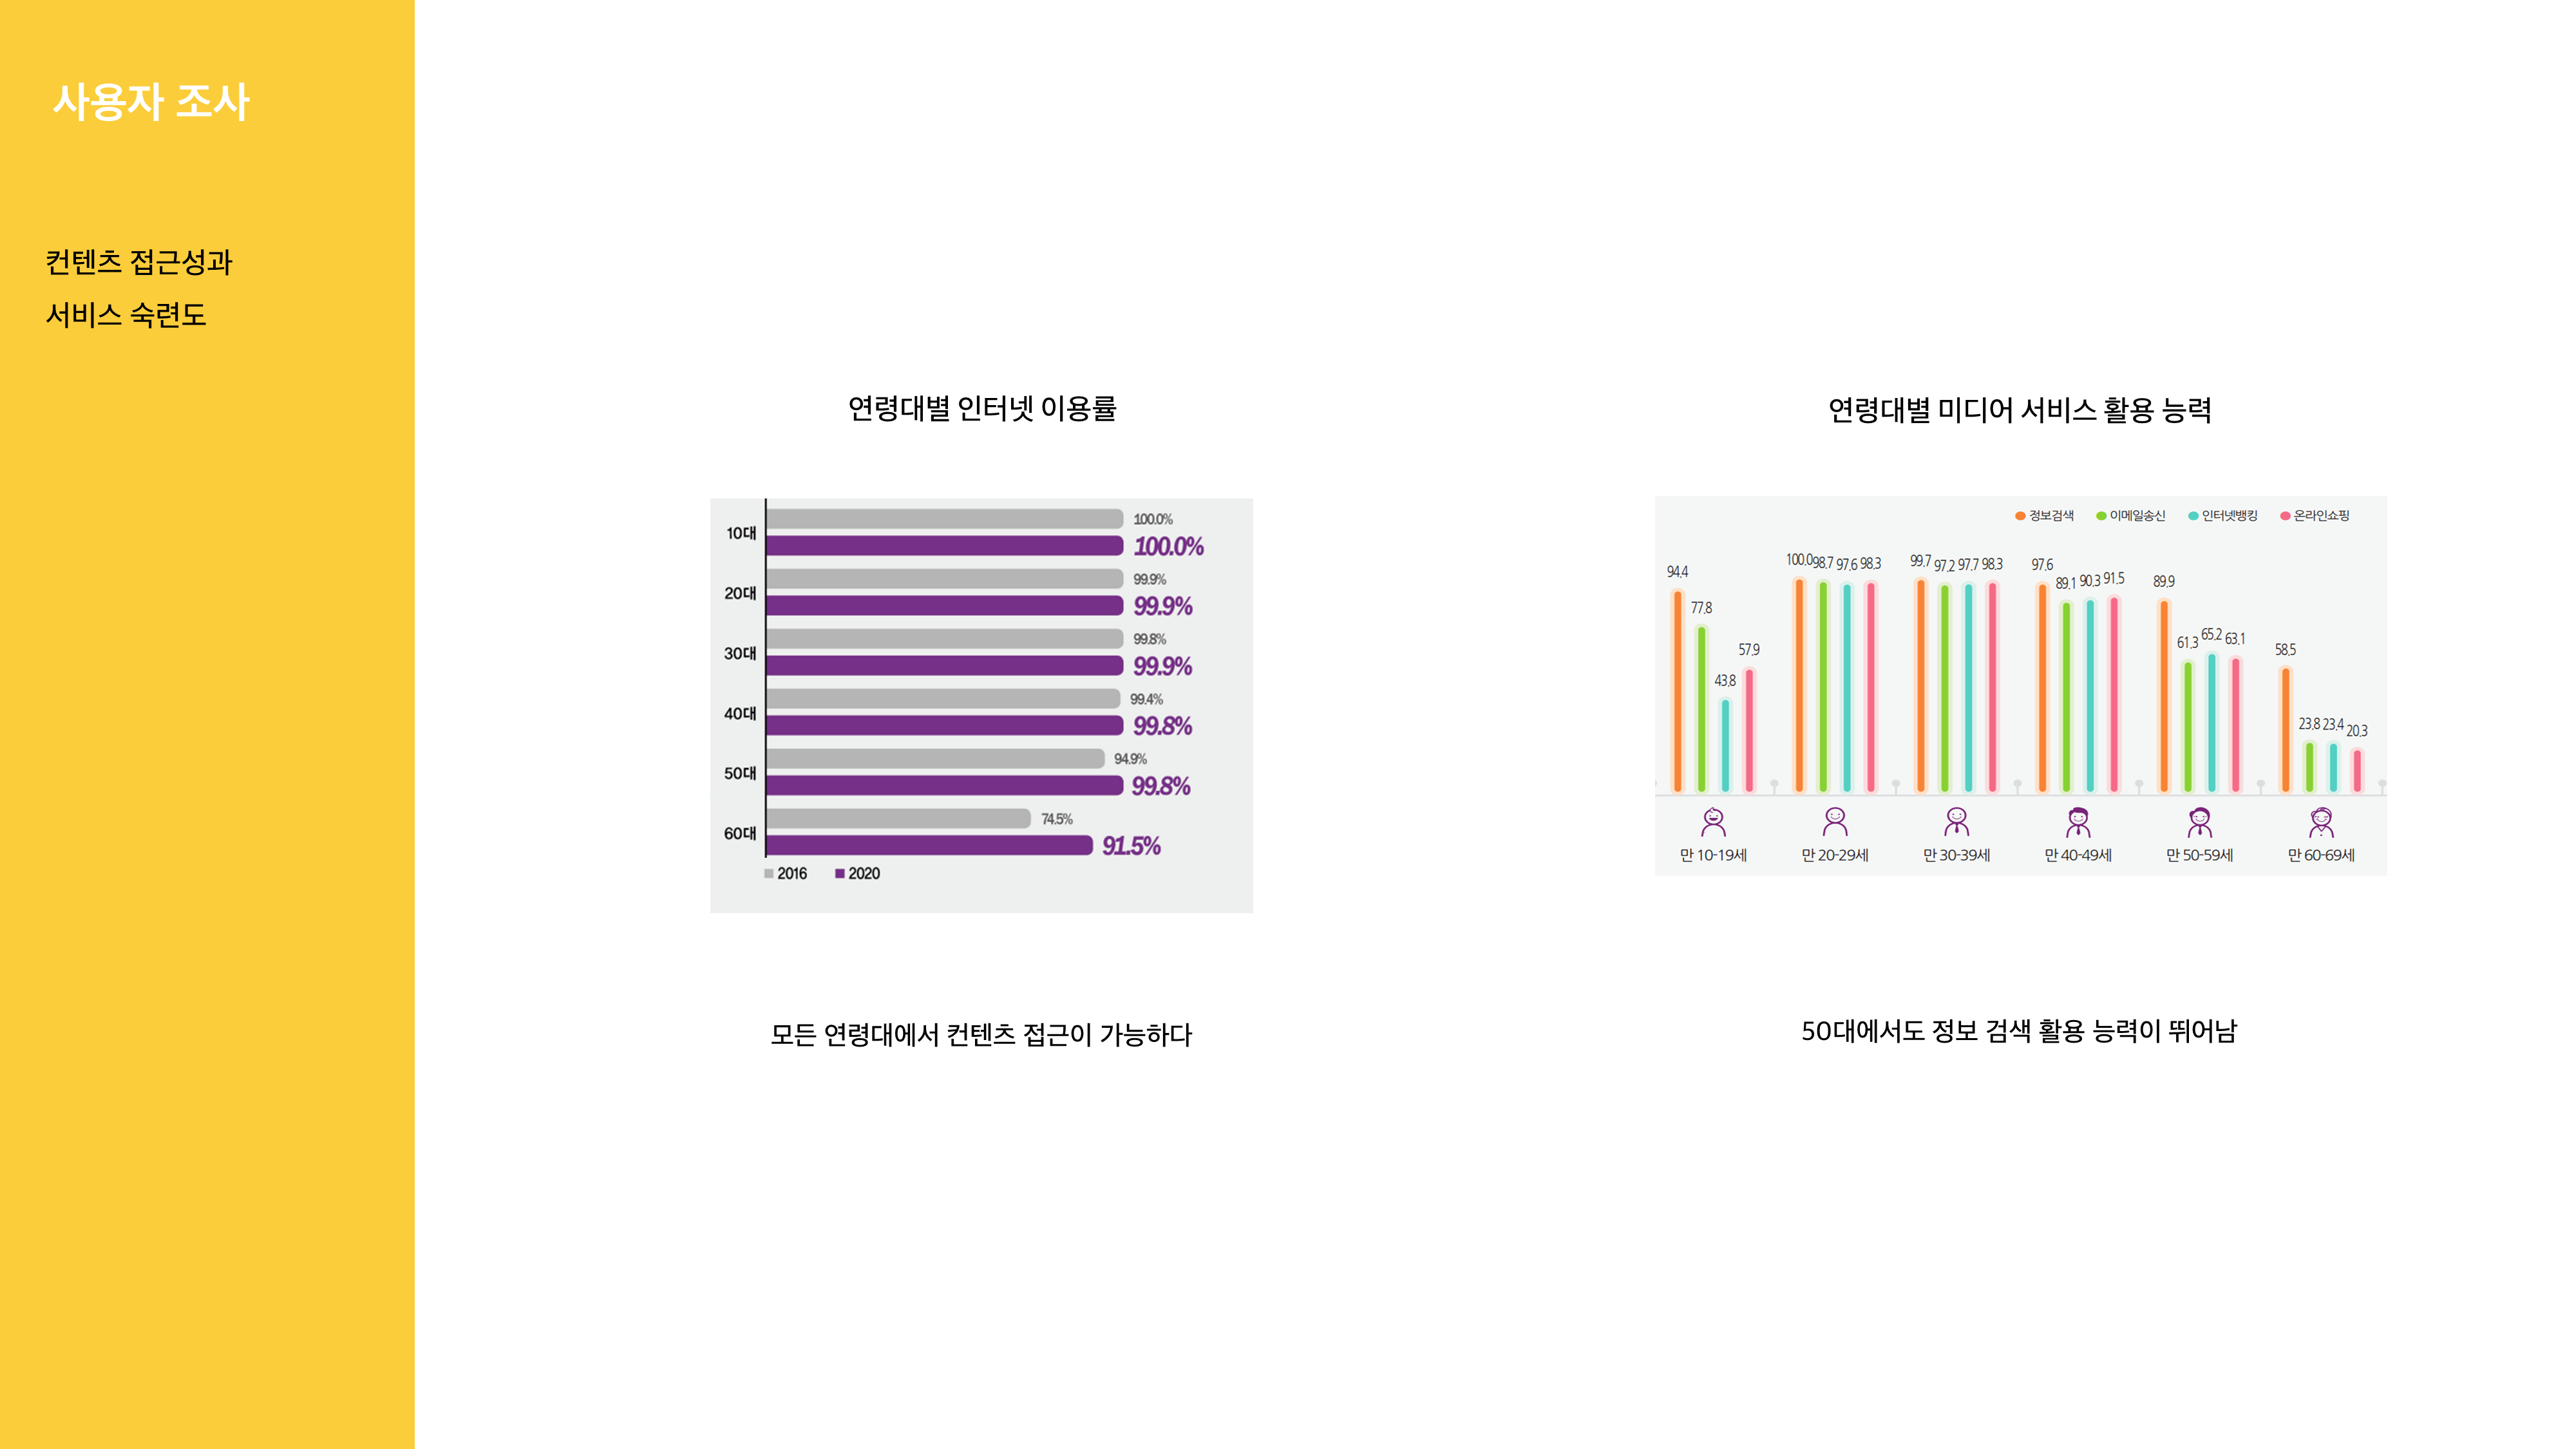 사용자 조사
컨텐츠 접근성과
서비스 숙련도
연령대별 인터넷 이용률
10대
100.0%
100.0%
20대
99.9%
99.9%
30대
99.8%
99.9%
40대
99.4%
99.8%
50대
94.9%
99.8%
60대
74.5%
91.5%
2016 2020
모든 연령대에서 컨텐츠 접근이 가능하다
연령대별 미디어 서비스 활용 능력
정보검색 이메일송신 인터넷뱅킹 온라인쇼핑
94.4 77.8 43.8 57.9
100.0 98.7 97.6 98.3
99.7 97.2 97.7 98.3
97.6 89.1 90.3 91.5
89.9 61.3 65.2 63.1
58.5 23.8 23.4 20.3
만 10-19세 만 20-29세 만 30-39세 만 40-49세 만 50-59세 만 60-69세
50대에서도 정보 검색 활용 능력이 뛰어남